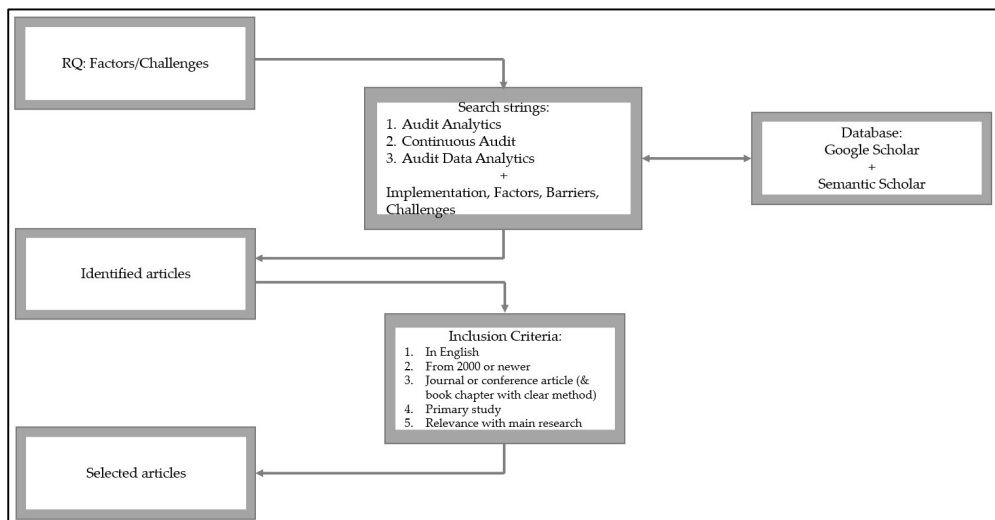 RQ: Factors/Challenges
Search strings:
1. Audit Analytics
2. Continuous Audit
3. Audit Data Analytics
+
Implementation, Factors, Barriers,
Challenges
Database:
Google Scholar
+
Semantic Scholar
Identified articles
Inclusion Criteria:
1. In English
2. From 2000 or newer
3. Journal or conference article (&
book chapter with clear method)
4. Primary study
5. Relevance with main research
Selected articles